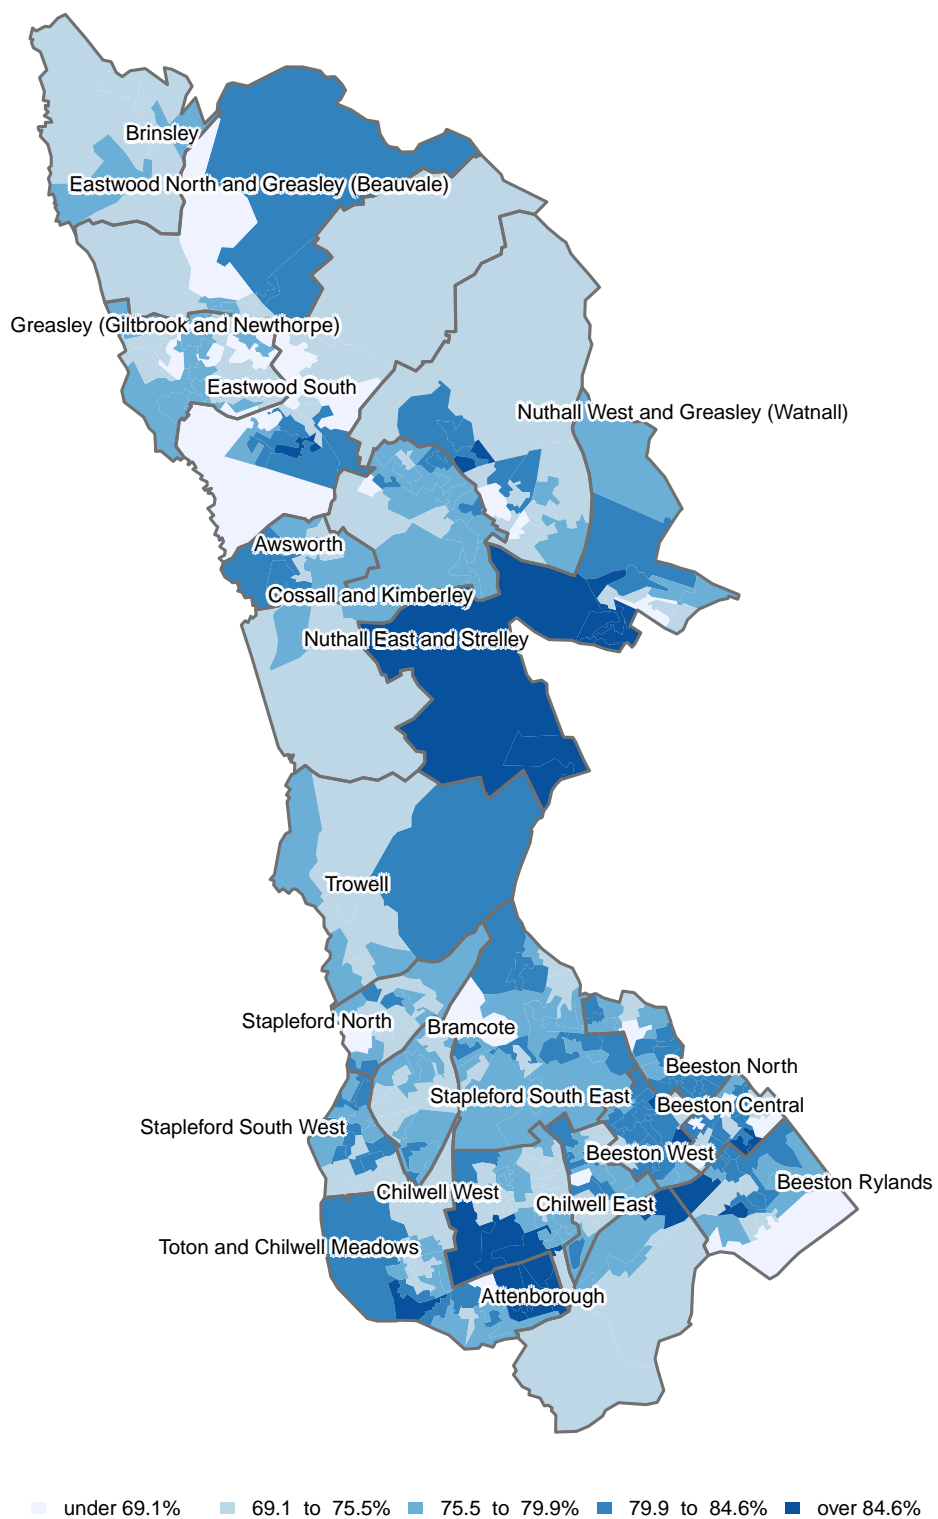 Brinsley
Eastwood North and Greasley (Beauvale)
Greasley (Giltbrook and Newthorpe)
Eastwood South
Nuthall West and Greasley (Watnall)
Awsworth
Cossall and Kimberley
Nuthall East and Strelley
Trowell
Stapleford North
Bramcote
Beeston North
Stapleford South East
Beeston Central
Stapleford South West
Beeston West
Beeston Rylands
Chilwell West
Chilwell East
Toton and Chilwell Meadows
Attenborough
under 69.1% 69.1 to 75.5% 75.5 to 79.9% 79.9 to 84.6% over 84.6%